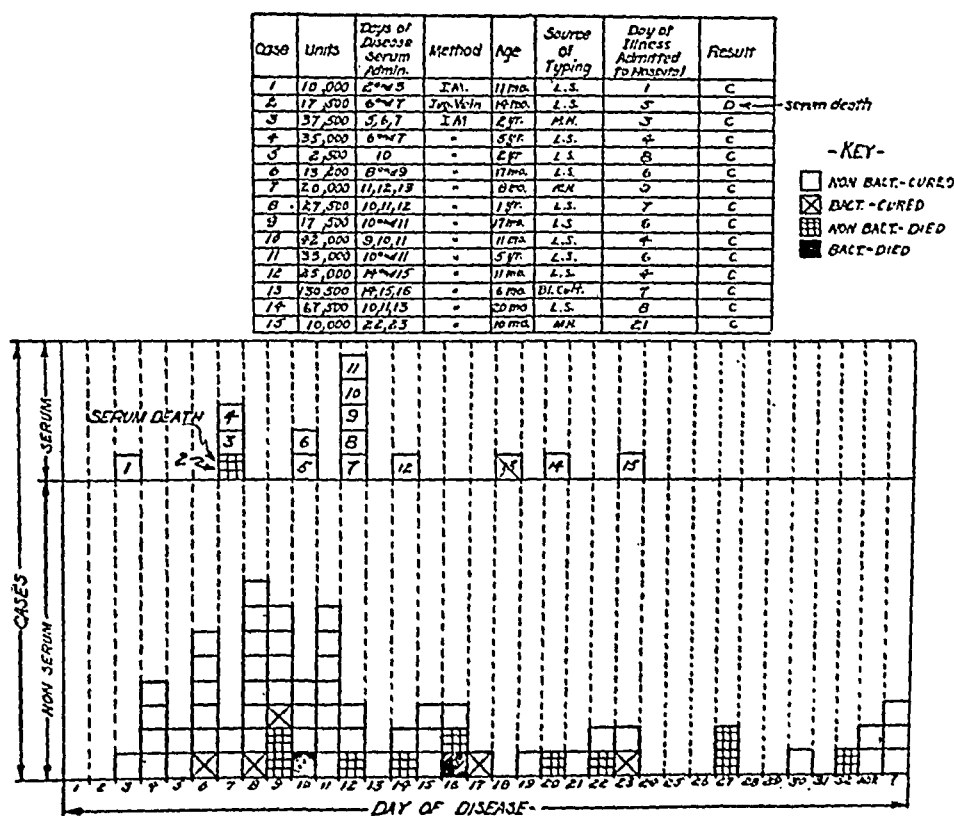 Case | Units | Days of Disease Serum Admin. | Method | Age | Source of Typing | Day of Illness Admitted to Hospital | Result
1 | 10,000 | 2 and 3 | I.M. | 11 mo. | L.S. | 1 | C
2 | 17,500 | 6 and 7 | | 14 mo. | L.S. | 5 | D
serum death
3 | 37,500 | 5,6,7 | I M | 2 yr. | M.H. | 3 | C
4 | 35,000 | 6 and 7 | " | 5 yr. | L.S. | 4 | C
5 | 2,500 | 10 | " | 2 yr | L.S. | 8 | C
6 | 13,200 | 8 and 9 | " | 17 mo. | L.S. | 6 | C
7 | 20,000 | 11,12,13 | " | 8 mo. | M.H. | | C
8 | 27,500 | 10,11,12 | " | 1 yr. | L.S. | 7 | C
9 | 17,500 | 10 and 11 | " | 17 mo. | L.S. | 6 | C
10 | 42,000 | 9,10,11 | " | 11 mo. | L.S. | 4 | C
11 | 35,000 | 10 and 11 | " | 5 yr. | L.S. | 6 | C
12 | 25,000 | 14 and 15 | " | 11 mo. | L.S. | 4 | C
13 | 130,500 | 14,15,16 | " | 6 mo. | Bl. Cult. | 7 | C
14 | 67,500 | 10,11,13 | " | 20 mo | L.S. | 8 | C
15 | 10,000 | 22,23 | " | 10 mo. | M.H. | 21 | C
-KEY-
NON BACT.-CURED
BACT.-CURED
NON BACT-DIED
BACT-DIED
CASES
SERUM
NON SERUM
SERUM DEATH
11
10
4 9
3 6 8
1 2 5 7 12 13 14 15
1 2 3 4 5 6 7 8 9 10 11 12 13 14 15 16 17 18 19 20 21 22 23 24 25 26 27 28 29 30 31 32 ?
DAY OF DISEASE-